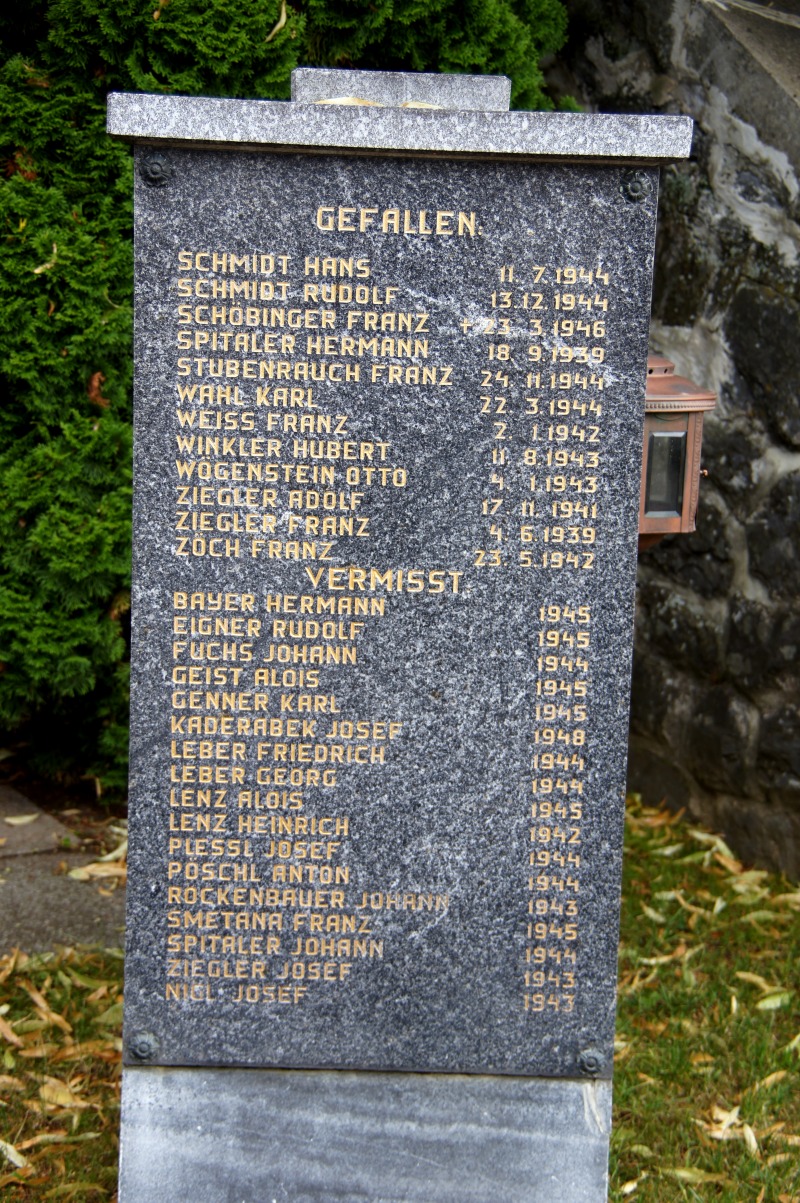 GEFALLEN:
SCHMIDT HANS 11. 7. 1944
SCHMIDT RUDOLF 13. 12. 1944
SCHÖBINGER FRANZ + 23. 3. 1946
SPITALER HERMANN 18. 9. 1939
STUBENRAUCH FRANZ 24. 11. 1944
WAHL KARL 22. 3. 1944
WEISS FRANZ 2. 1. 1942
WINKLER HUBERT 11. 8. 1943
WOGENSTEIN OTTO 4. 1. 1943
ZIEGLER ADOLF 17. 11. 1941
ZIEGLER FRANZ 4. 6. 1939
ZÖCH FRANZ 23. 5. 1942
VERMISST:
BAYER HERMANN 1945
EIGNER RUDOLF 1945
FUCHS JOHANN 1944
GEIST ALOIS 1945
GENNER KARL 1945
KADERABEK JOSEF 1948
LEBER FRIEDRICH 1944
LEBER GEORG 1944
LENZ ALOIS 1945
LENZ HEINRICH 1942
PLESSL JOSEF 1944
PÖSCHL ANTON 1944
ROCKENBAUER JOHANN 1943
SMETANA FRANZ 1945
SPITALER JOHANN 1944
ZIEGLER JOSEF 1943
JOSEF 1943